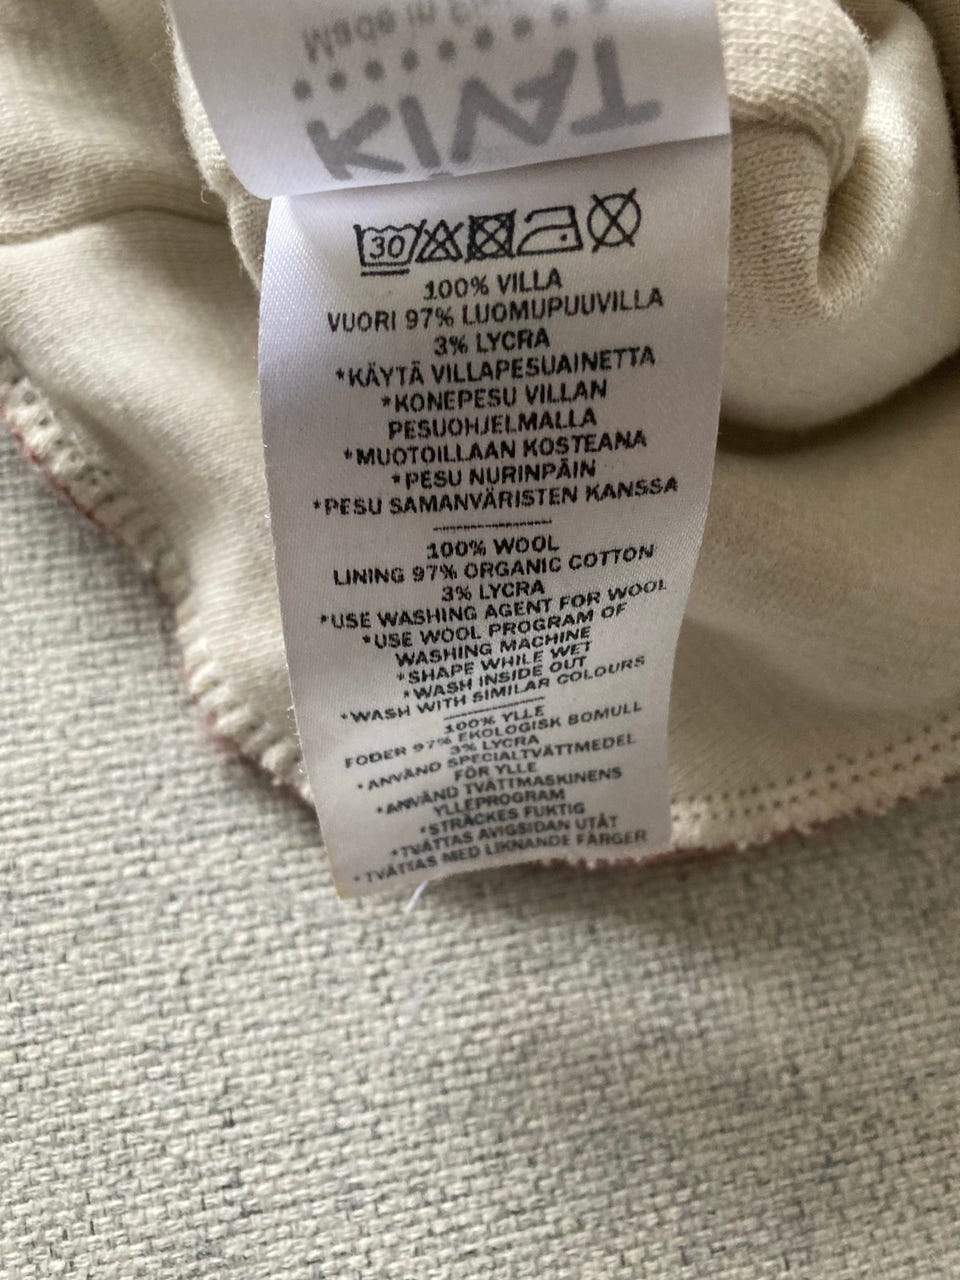 Made in
KIVAT
30
100% VILLA
VUORI 97% LUOMUPUUVILLA
3% LYCRA
*KÄYTÄ VILLAPESUAINETTA
*KONEPESU VILLAN
PESUOHJELMALLA
*MUOTOILLAAN KOSTEANA
*PESU NURINPÄIN
*PESU SAMANVÄRISTEN KANSSA
100% WOOL
LINING 97% ORGANIC COTTON
3% LYCRA
*USE WASHING AGENT FOR WOOL
*USE WOOL PROGRAM OF
WASHING MACHINE
*SHAPE WHILE WET
*WASH INSIDE OUT
*WASH WITH SIMILAR COLOURS
100% YLLE
FODER 97% EKOLOGISK BOMULL
3% LYCRA
*ANVÄND SPECIALTVÄTTMEDEL
FÖR YLLE
*ANVÄND TVÄTTMASKINENS
YLLEPROGRAM
*STRÄCKES FUKTIG
*TVÄTTAS AVIGSIDAN UTÅT
*TVÄTTAS MED LIKNANDE FÄRGER